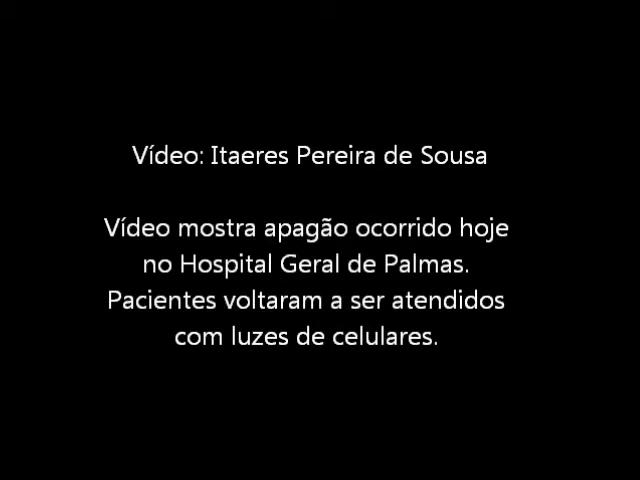 Vídeo: Itaeres Pereira de Sousa
Vídeo mostra apagão ocorrido hoje
no Hospital Geral de Palmas.
Pacientes voltaram a ser atendidos
com luzes de celulares.